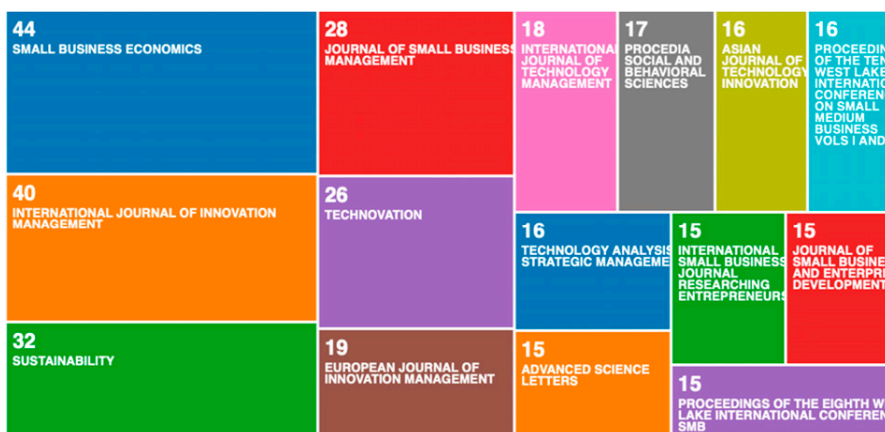 44
SMALL BUSINESS ECONOMICS
40
INTERNATIONAL JOURNAL OF INNOVATION
MANAGEMENT
32
SUSTAINABILITY
28
JOURNAL OF SMALL BUSINESS
MANAGEMENT
26
TECHNOVATION
19
EUROPEAN JOURNAL OF
INNOVATION MANAGEMENT
18
INTERNATIONAL
JOURNAL OF
TECHNOLOGY
MANAGEMENT
17
PROCEDIA
SOCIAL AND
BEHAVIORAL
SCIENCES
16
ASIAN
JOURNAL OF
TECHNOLOGY
INNOVATION
16
PROCEEDIN
OF THE TEN
WEST LAKE
INTERNATIO
CONFEREN
ON SMALL
MEDIUM
BUSINESS
VOLS I AND
16
TECHNOLOGY ANALYSIS
STRATEGIC MANAGEME
15
INTERNATIONAL
SMALL BUSINESS
JOURNAL
RESEARCHING
ENTREPRENEURS
15
JOURNAL OF
SMALL BUSINE
AND ENTERPRI
DEVELOPMENT
15
ADVANCED SCIENCE
LETTERS
15
PROCEEDINGS OF THE EIGHTH W
LAKE INTERNATIONAL CONFEREN
SMB